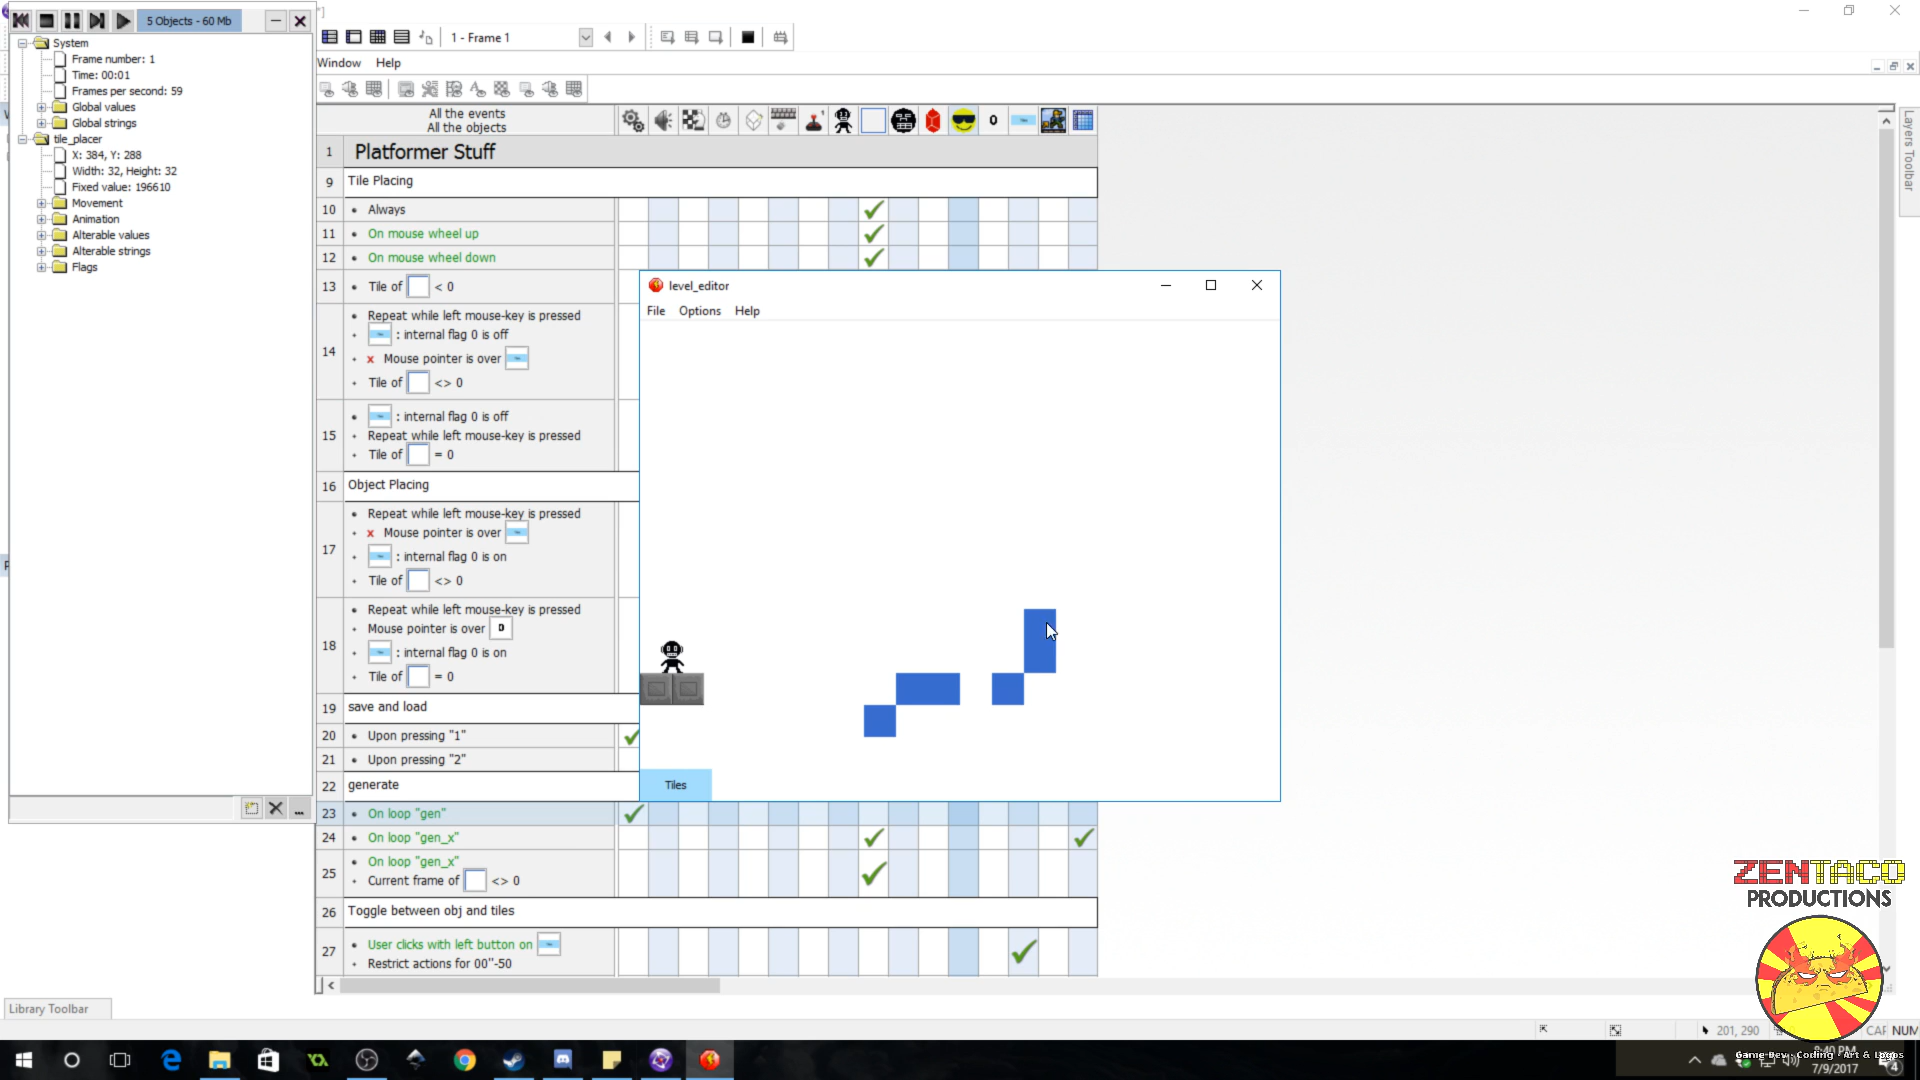 5 Objects - 60 Mb
System
Frame number: 1
Time: 00:01
Frames per second: 59
Global values
Global strings
tile_placer
X: 384, Y: 288
Width: 32, Height: 32
Fixed value: 196610
Movement
Animation
Alterable values
Alterable strings
Flags
1 - Frame 1
Window Help
All the events
All the objects
0
1 Platformer Stuff
9 Tile Placing
10 Always
11 On mouse wheel up
12 On mouse wheel down
13 Tile of < 0
14 Repeat while left mouse-key is pressed
: internal flag 0 is off
x Mouse pointer is over
Tile of <> 0
15 : internal flag 0 is off
Repeat while left mouse-key is pressed
Tile of = 0
16 Object Placing
17 Repeat while left mouse-key is pressed
x Mouse pointer is over
: internal flag 0 is on
Tile of <> 0
18 Repeat while left mouse-key is pressed
Mouse pointer is over
: internal flag 0 is on
Tile of = 0
19 save and load
20 Upon pressing "1"
21 Upon pressing "2"
22 generate
23 On loop "gen"
24 On loop "gen_x"
25 On loop "gen_x"
Current frame of <> 0
26 Toggle between obj and tiles
27 User clicks with left button on
Restrict actions for 00"-50
level_editor
File Options Help
Tiles
Layers Toolbar
Library Toolbar
ZENTACO
PRODUCTIONS
201, 290
CAP NUM
Game Dev - Coding - Art & Logos
8:40 PM
7/9/2017
4